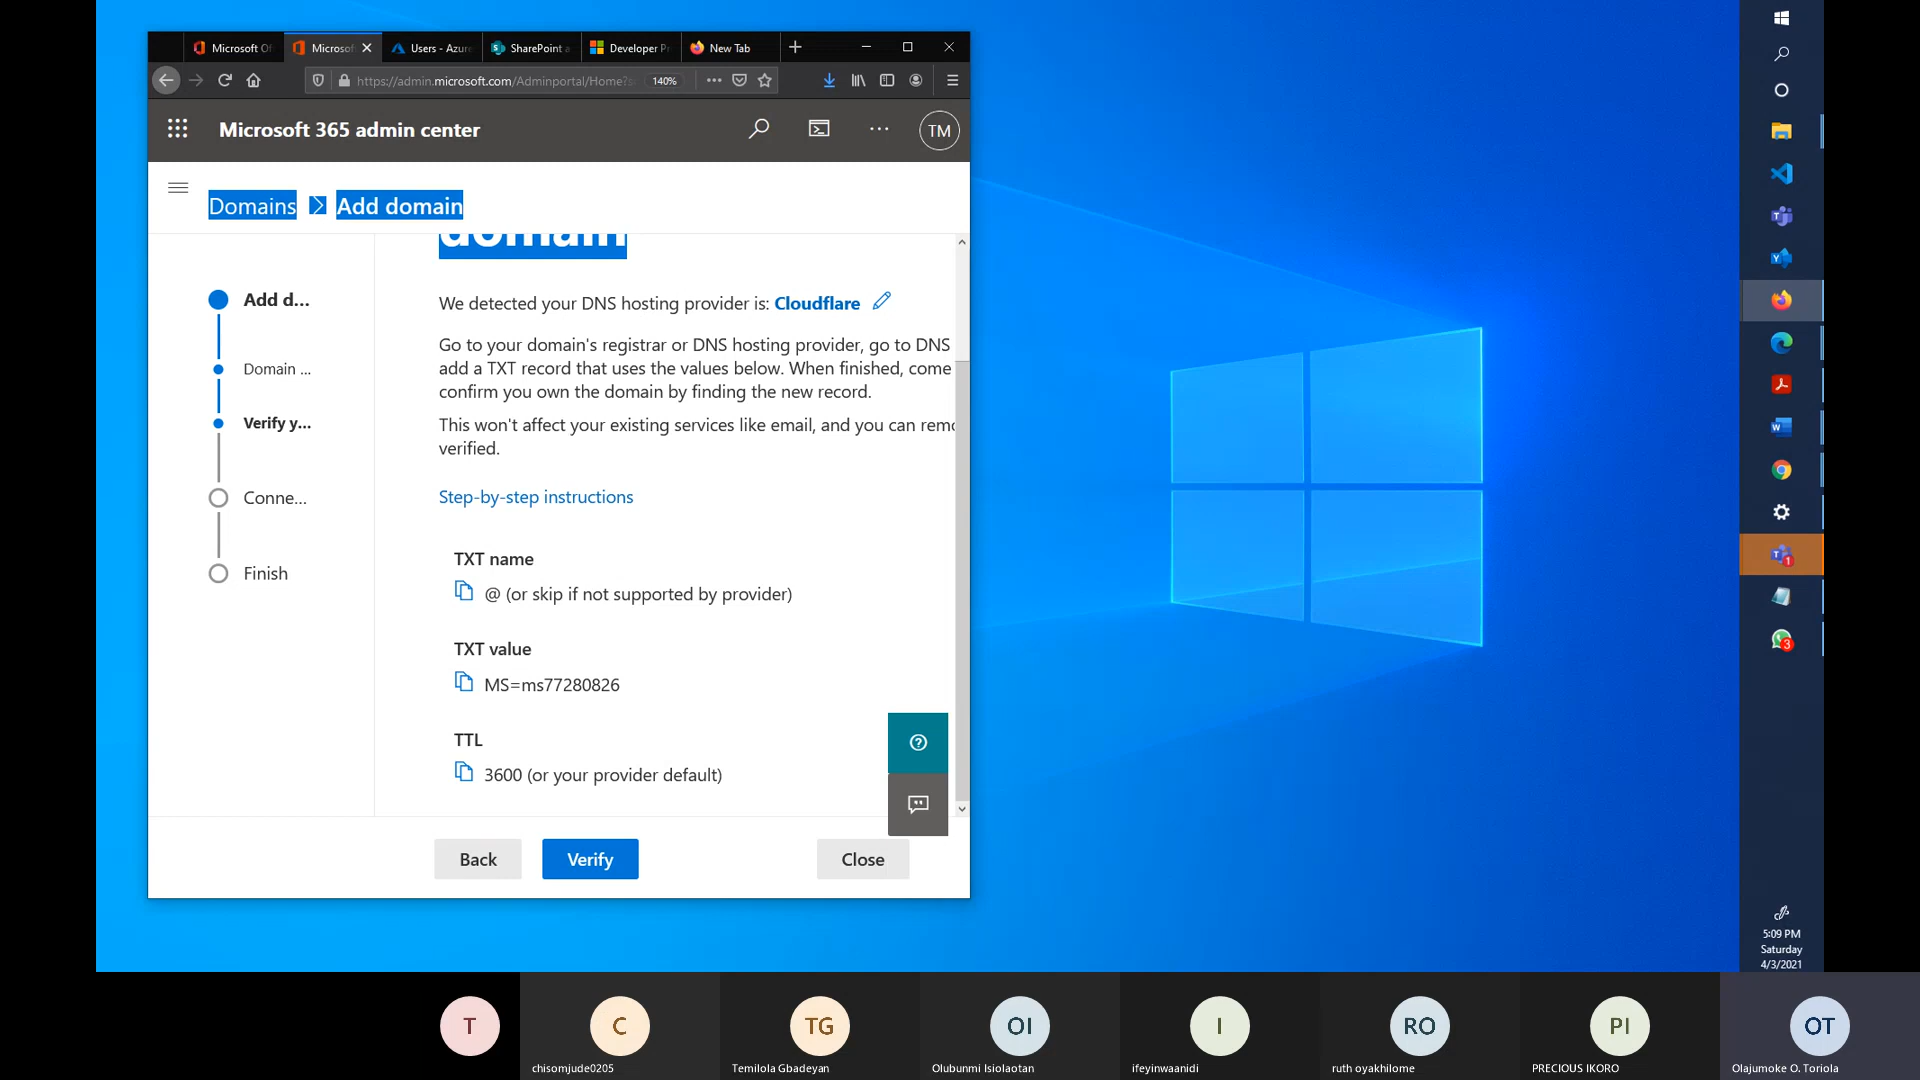 Microsoft Of
Microsof
Users - Azure
SharePoint a
Developer P
New Tab
https://admin.microsoft.com/Adminportal/Home?s
140%
Microsoft 365 admin center
TM
Domains > Add domain
domain
We detected your DNS hosting provider is: Cloudflare
Go to your domain's registrar or DNS hosting provider, go to DNS
add a TXT record that uses the values below. When finished, come
confirm you own the domain by finding the new record.
This won't affect your existing services like email, and you can remo
verified.
Step-by-step instructions
Add d...
Domain ...
Verify y...
Conne...
Finish
TXT name
@ (or skip if not supported by provider)
TXT value
MS=ms77280826
TTL
3600 (or your provider default)
Back
Verify
Close
1
3
5:09 PM
Saturday
4/3/2021
T
C
TG
OI
I
RO
PI
OT
chisomjude0205
Temilola Gbadeyan
Olubunmi Isiolaotan
ifeyinwaanidi
ruth oyakhilome
PRECIOUS IKORO
Olajumoke O. Toriola